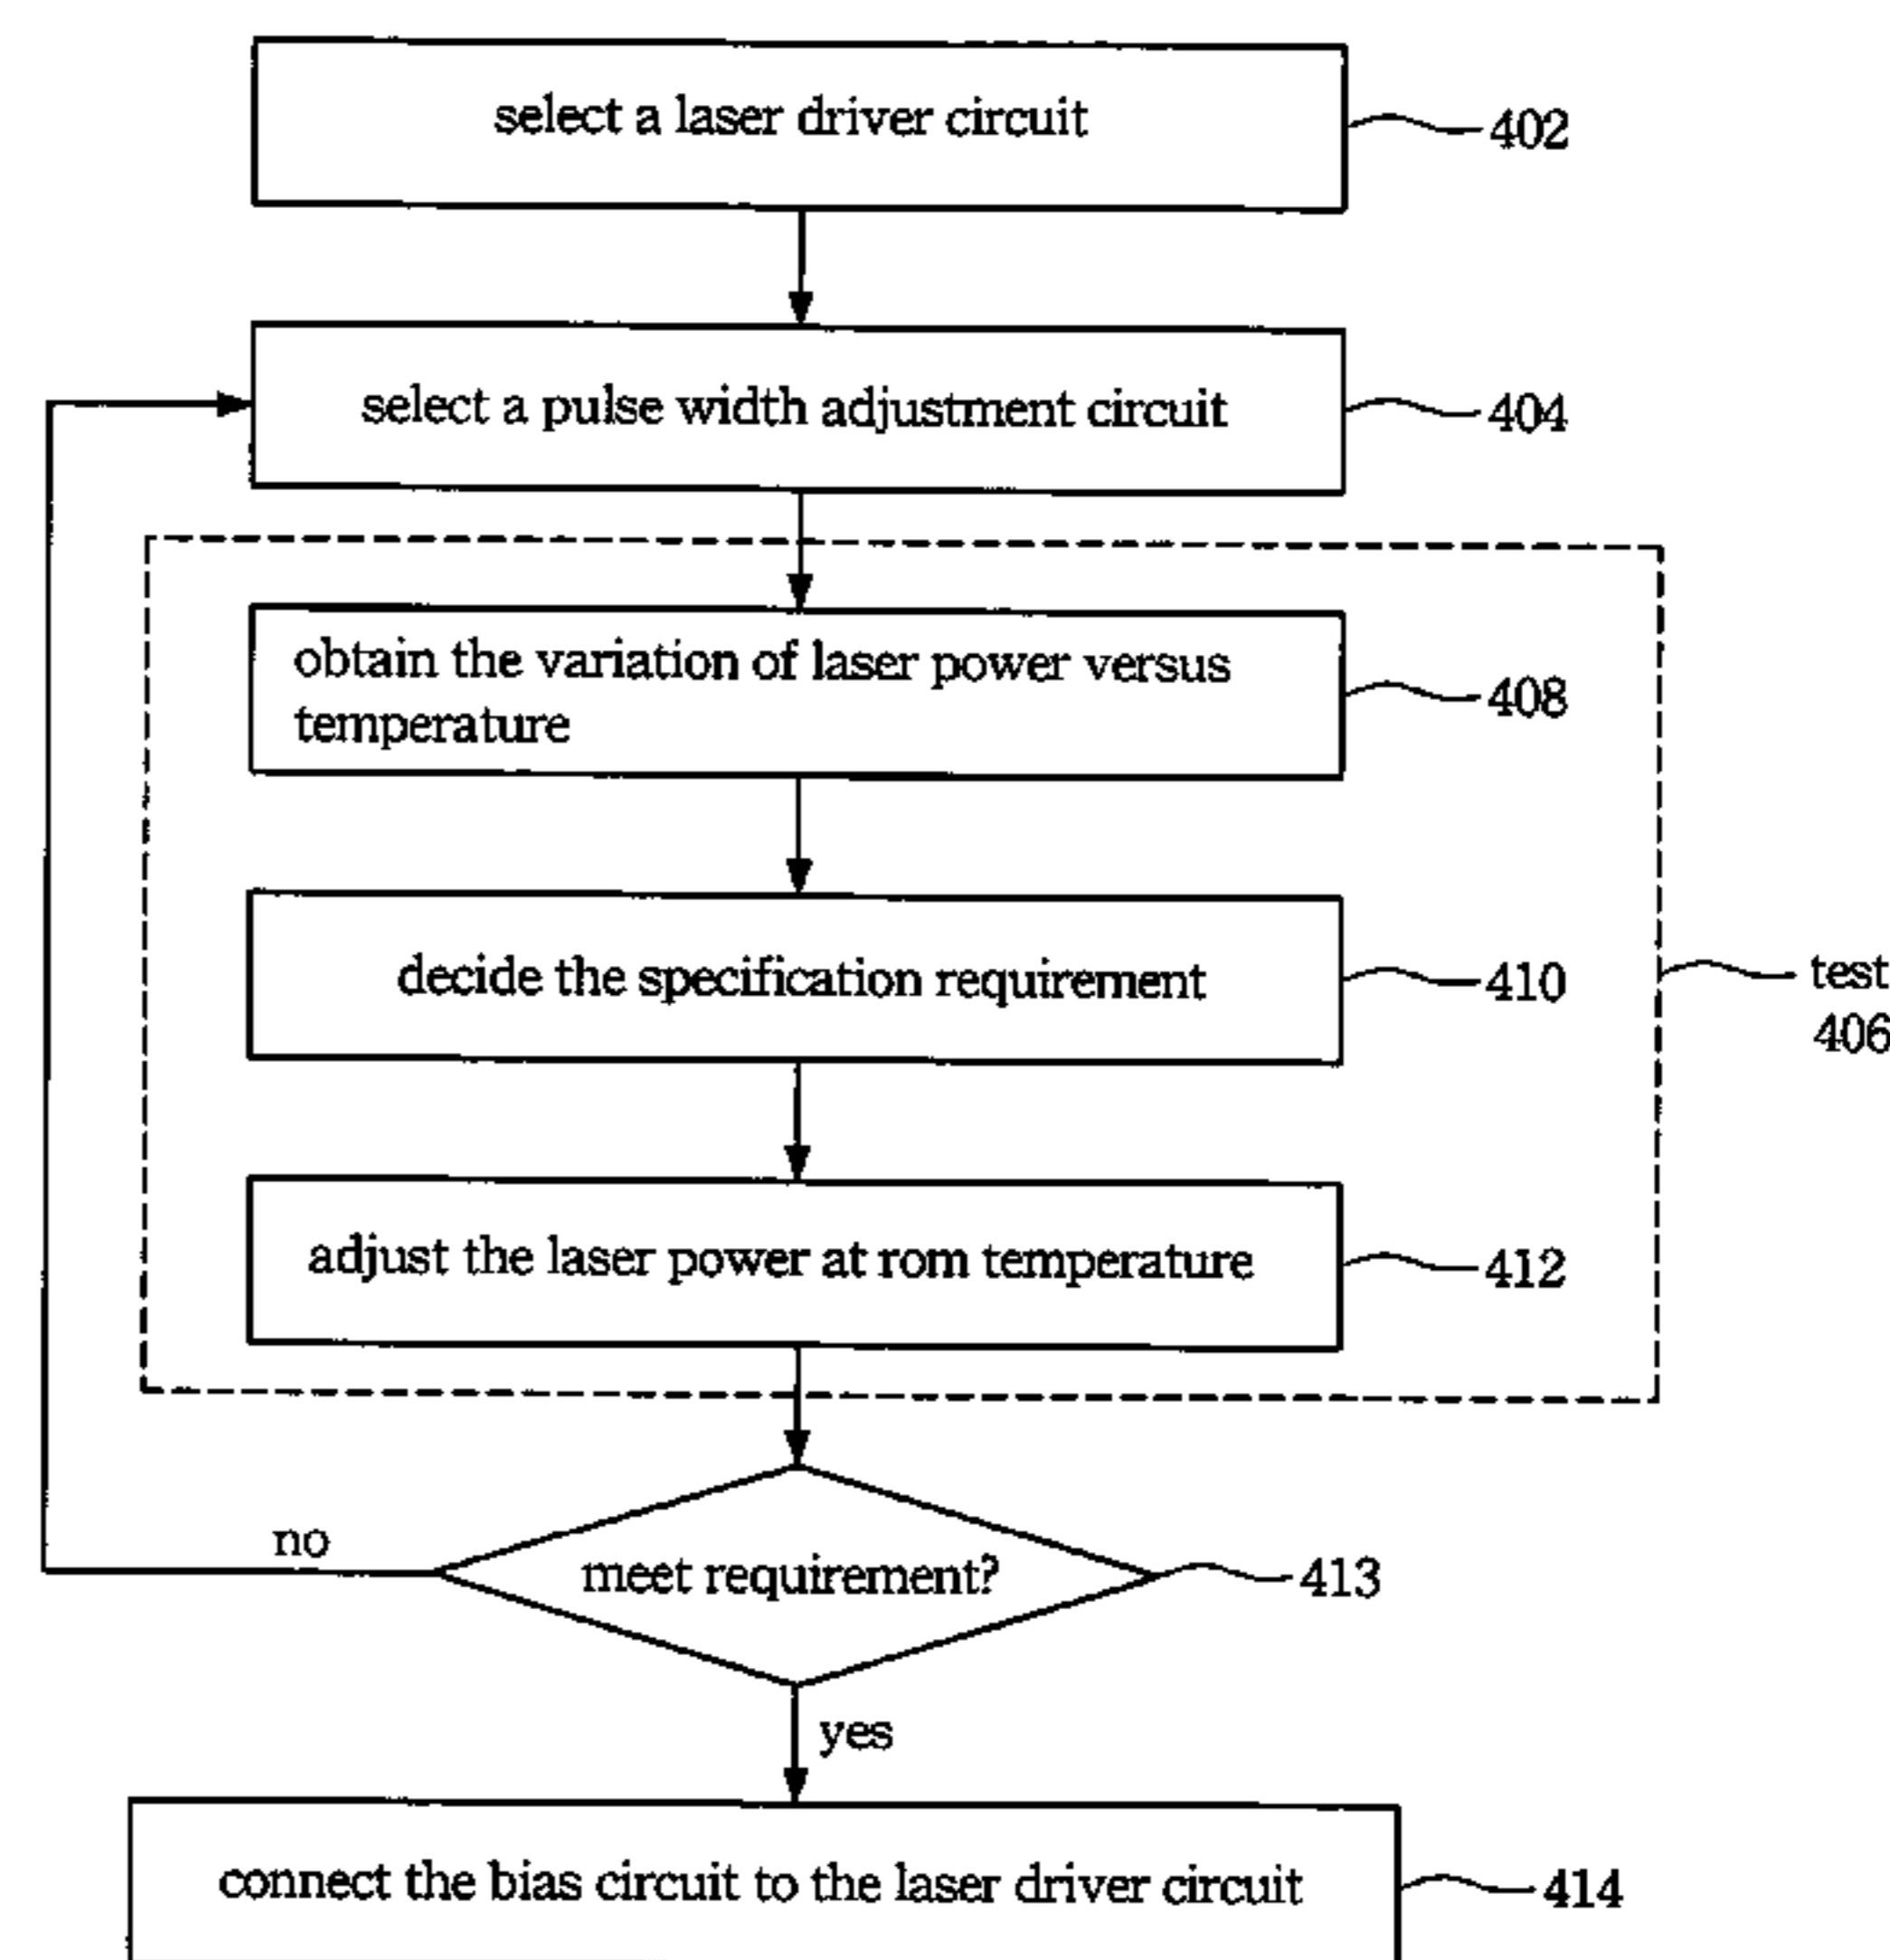 select a laser driver circuit
402
select a pulse width adjustment circuit
404
obtain the variation of laser power versus
temperature
408
decide the specification requirement
410
test
406
adjust the laser power at rom temperature
412
no
meet requirement?
413
yes
connect the bias circuit to the laser driver circuit
414